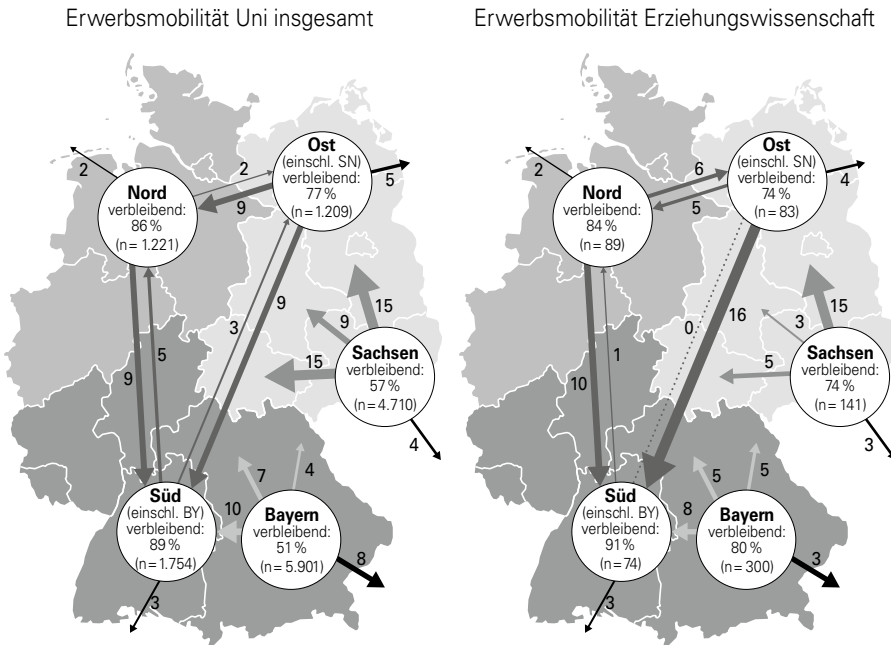 Erwerbsmobilität Uni insgesamt
2
Nord
verbleibend:
86 %
(n = 1.221)
2
9
Ost
(einschl. SN)
verbleibend:
77 %
(n = 1.209)
5
9
5
3
9
15
9
15
Sachsen
verbleibend:
57 %
(n = 4.710)
4
Süd
(einschl. BY)
verbleibend:
89 %
(n = 1.754)
3
10
7
4
Bayern
verbleibend:
51 %
(n = 5.901)
8
Erwerbsmobilität Erziehungswissenschaft
2
Nord
verbleibend:
84 %
(n = 89)
6
5
Ost
(einschl. SN)
verbleibend:
74 %
(n = 83)
4
10
1
0
16
15
3
5
Sachsen
verbleibend:
74 %
(n = 141)
3
Süd
(einschl. BY)
verbleibend:
91 %
(n = 74)
3
8
5
5
Bayern
verbleibend:
80 %
(n = 300)
3